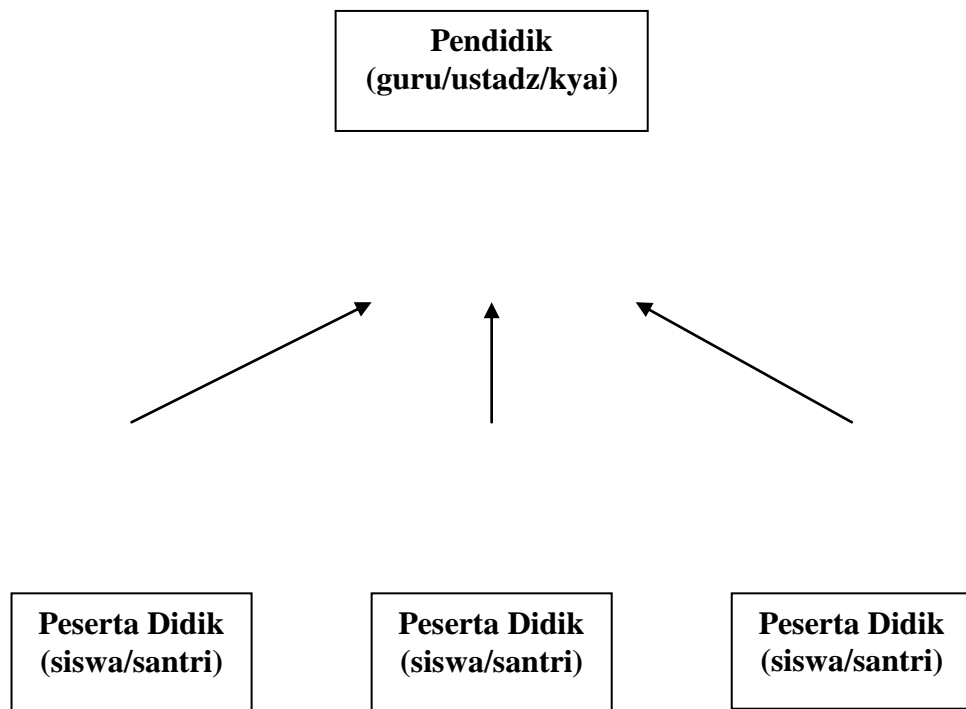 Pendidik
(guru/ustadz/kyai)
Peserta Didik
(siswa/santri)
Peserta Didik
(siswa/santri)
Peserta Didik
(siswa/santri)